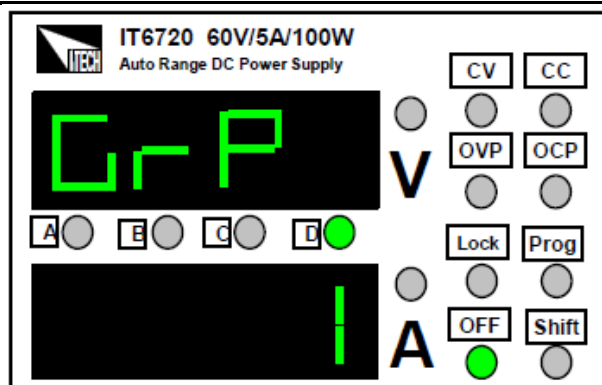 ITECH
IT6720 60V/5A/100W
Auto Range DC Power Supply
CV CC
GrP
V
OVP OCP
A B C D
Lock Prog
1
A
OFF Shift